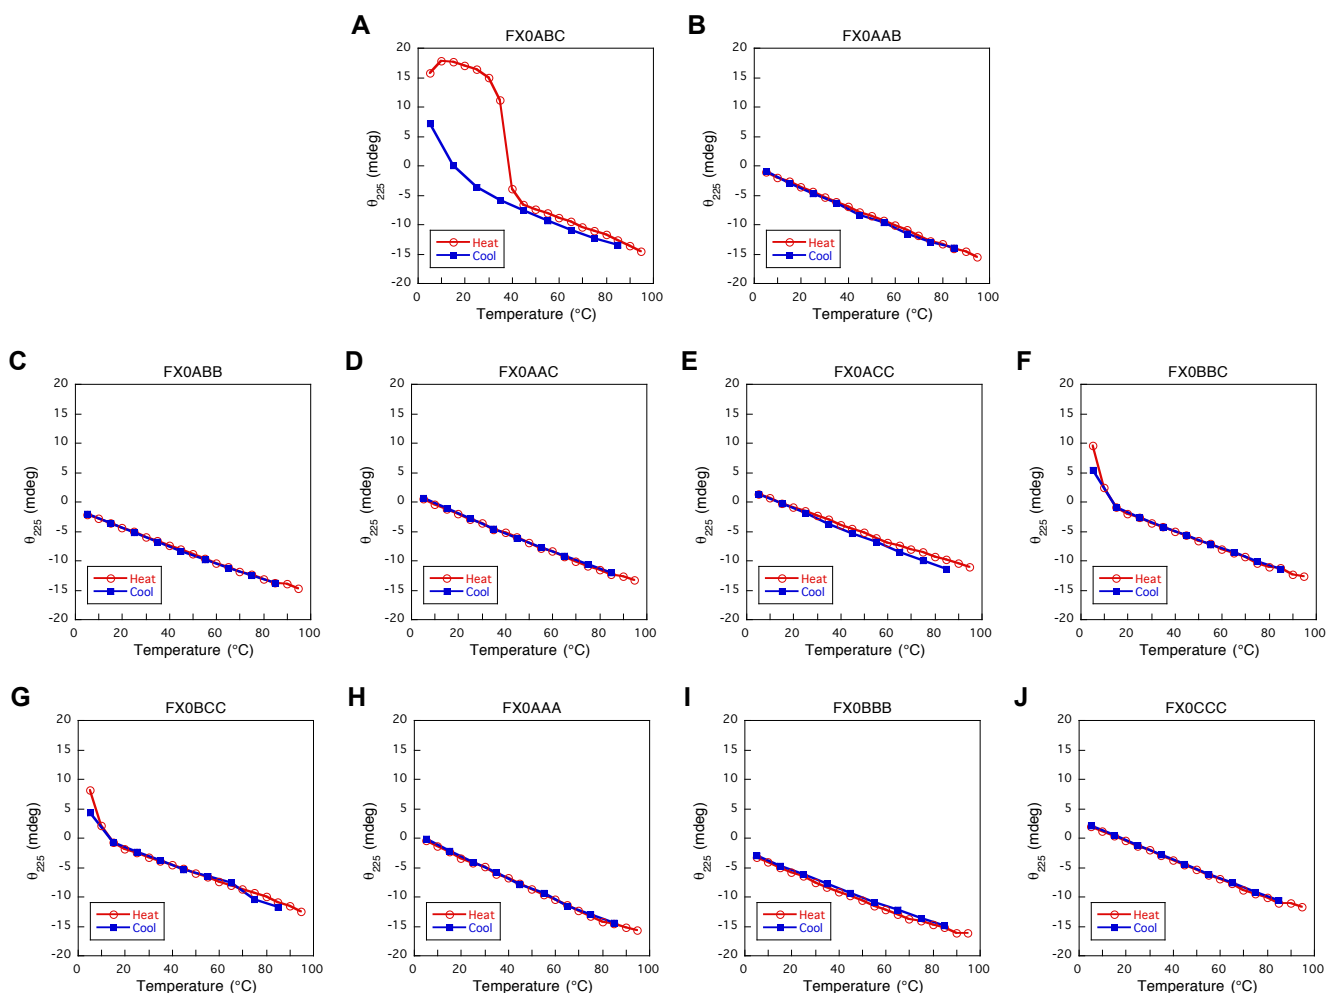 A
FX0ABC
20
15
10
5
0
-5
-10
-15
-20
θ225 (mdeg)
Heat
Cool
0 20 40 60 80 100
Temperature (°C)
B
FX0AAB
20
15
10
5
0
-5
-10
-15
-20
θ225 (mdeg)
Heat
Cool
0 20 40 60 80 100
Temperature (°C)
C
FX0ABB
20
15
10
5
0
-5
-10
-15
-20
θ225 (mdeg)
Heat
Cool
0 20 40 60 80 100
Temperature (°C)
D
FX0AAC
20
15
10
5
0
-5
-10
-15
-20
θ225 (mdeg)
Heat
Cool
0 20 40 60 80 100
Temperature (°C)
E
FX0ACC
20
15
10
5
0
-5
-10
-15
-20
θ225 (mdeg)
Heat
Cool
0 20 40 60 80 100
Temperature (°C)
F
FX0BBC
20
15
10
5
0
-5
-10
-15
-20
θ225 (mdeg)
Heat
Cool
0 20 40 60 80 100
Temperature (°C)
G
FX0BCC
20
15
10
5
0
-5
-10
-15
-20
θ225 (mdeg)
Heat
Cool
0 20 40 60 80 100
Temperature (°C)
H
FX0AAA
20
15
10
5
0
-5
-10
-15
-20
θ225 (mdeg)
Heat
Cool
0 20 40 60 80 100
Temperature (°C)
I
FX0BBB
20
15
10
5
0
-5
-10
-15
-20
θ225 (mdeg)
Heat
Cool
0 20 40 60 80 100
Temperature (°C)
J
FX0CCC
20
15
10
5
0
-5
-10
-15
-20
θ225 (mdeg)
Heat
Cool
0 20 40 60 80 100
Temperature (°C)